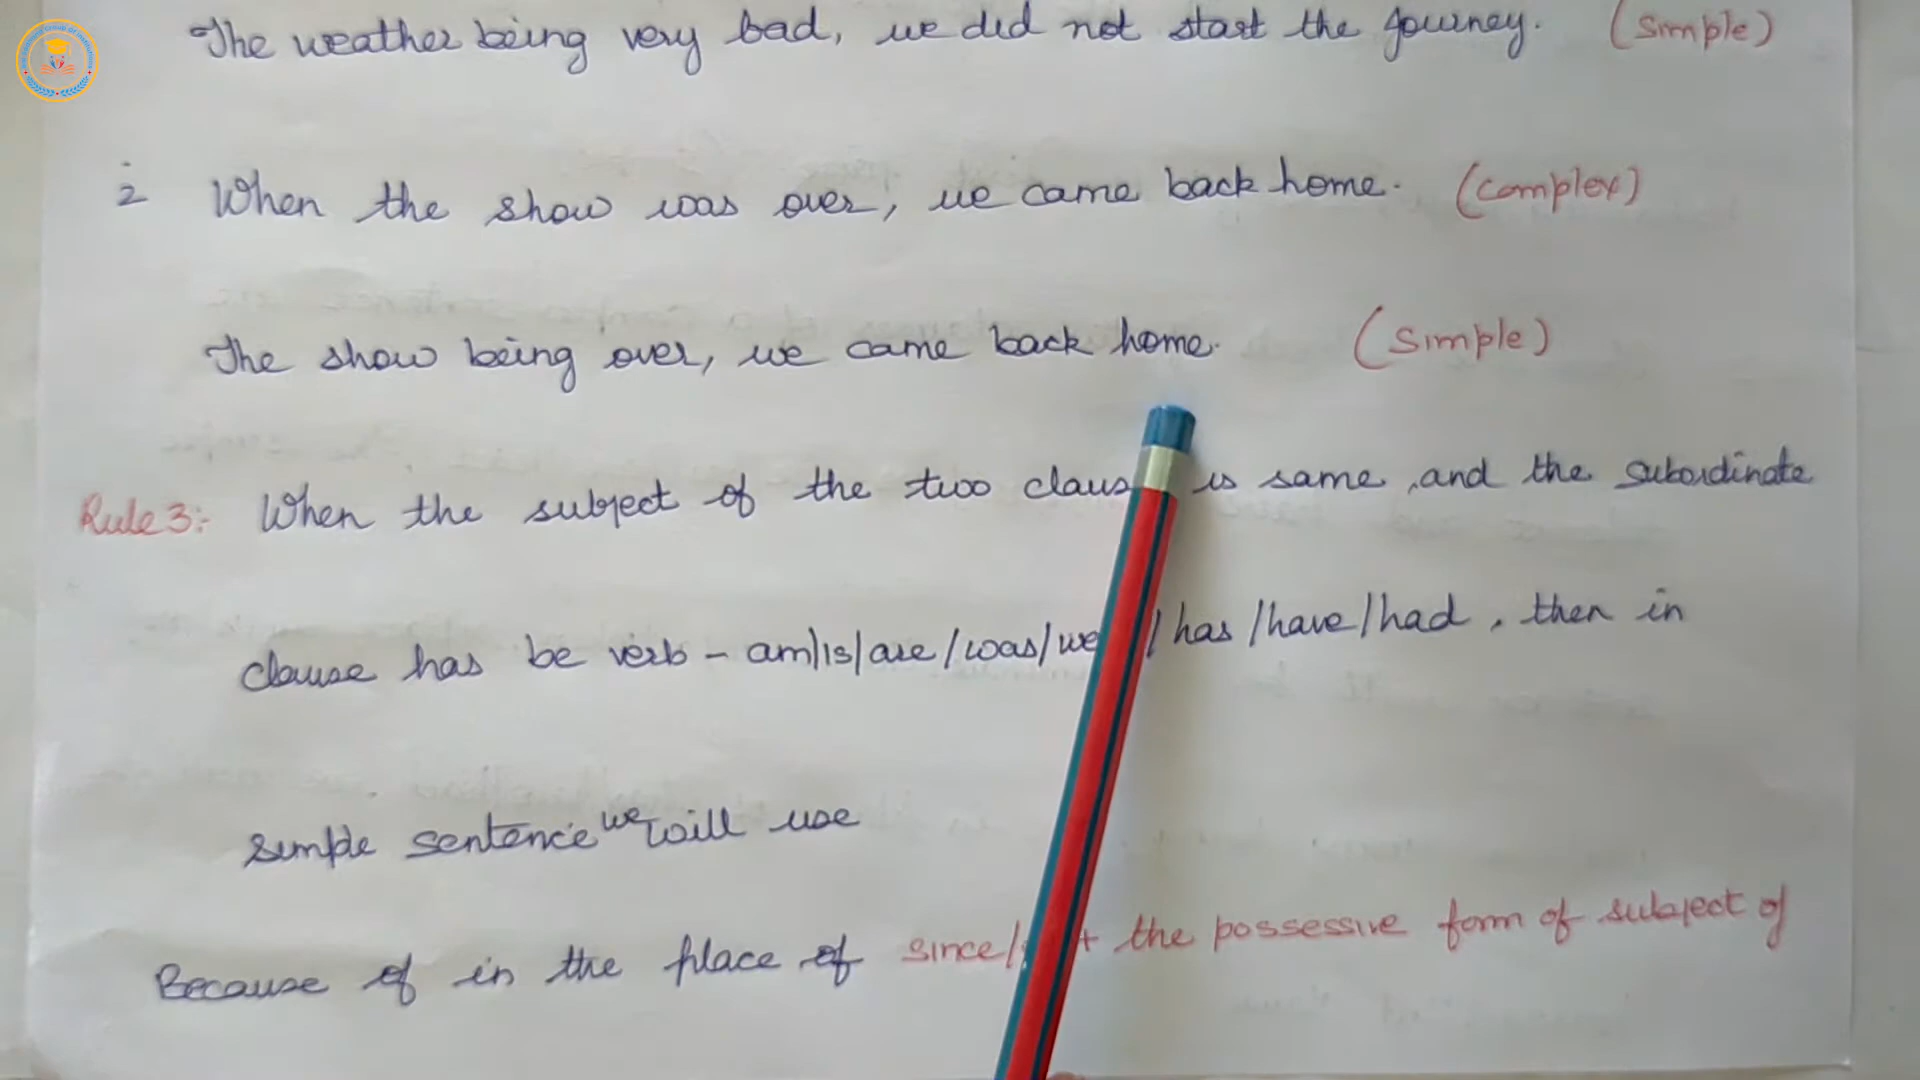 The weather being very bad, we did not start the journey. (simple)
2 When the show was over, we came back home. (complex)
The show being over, we came back home. (simple)
Rule 3:- When the subject of the two is same, and the subordinate
clause has be verb - am/is/are/was/ /has/have/had, then in
simple sentence we will use
Because of in the place of since/ + the possessive form of subject of